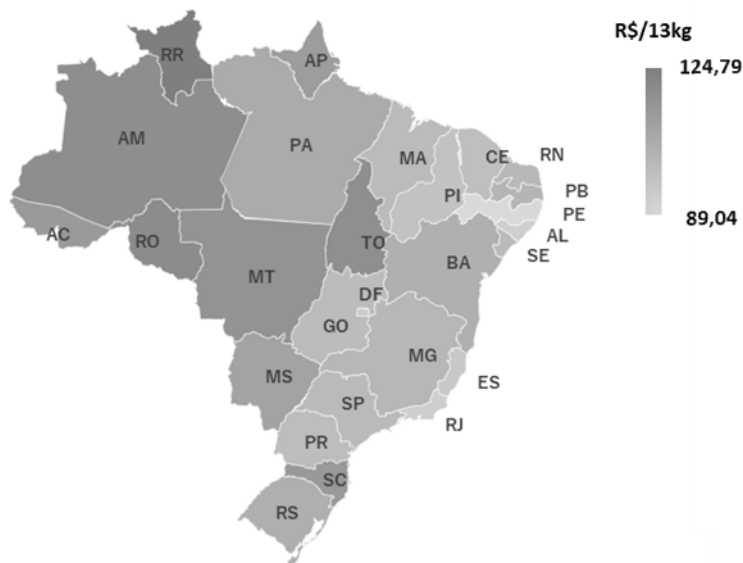 R$/13kg
124,79
89,04
RR
AP
AM
PA
MA
CE
RN
PI
PB
PE
AL
SE
AC
RO
TO
BA
MT
DF
GO
MG
ES
MS
SP
RJ
PR
SC
RS